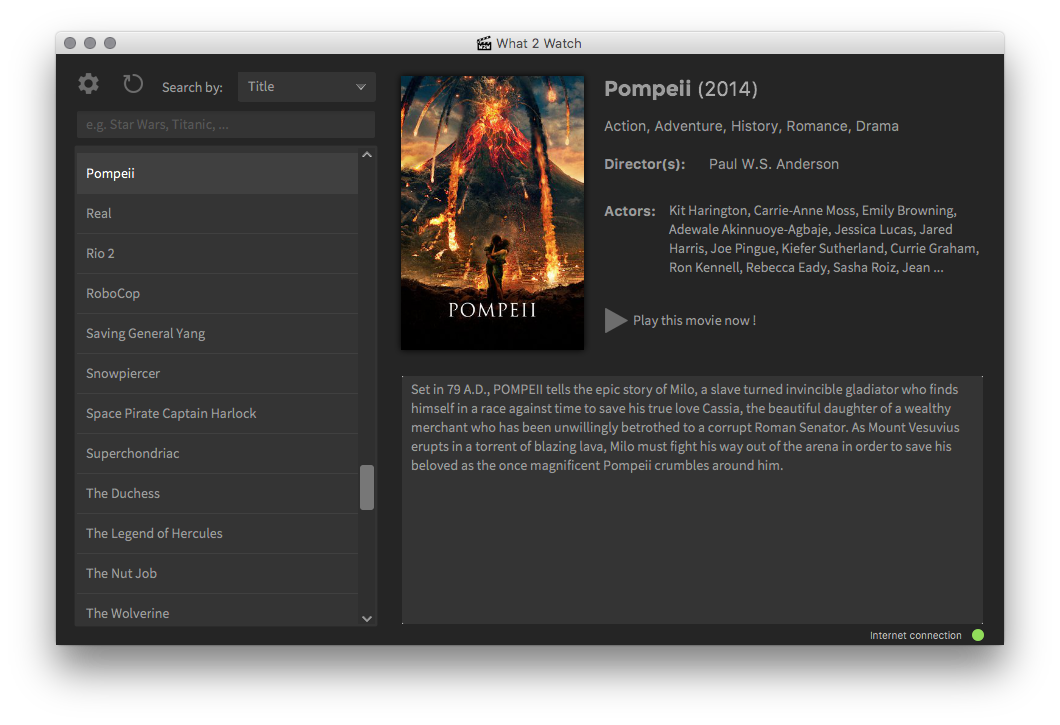 What 2 Watch
Search by:
Title
e.g. Star Wars, Titanic, ...
Pompeii
Real
Rio 2
RoboCop
Saving General Yang
Snowpiercer
Space Pirate Captain Harlock
Superchondriac
The Duchess
The Legend of Hercules
The Nut Job
The Wolverine
POMPEII
Pompeii (2014)
Action, Adventure, History, Romance, Drama
Director(s): Paul W.S. Anderson
Actors: Kit Harington, Carrie-Anne Moss, Emily Browning,
Adewale Akinnuoye-Agbaje, Jessica Lucas, Jared
Harris, Joe Pingue, Kiefer Sutherland, Currie Graham,
Ron Kennell, Rebecca Eady, Sasha Roiz, Jean ...
Play this movie now !
Set in 79 A.D., POMPEII tells the epic story of Milo, a slave turned invincible gladiator who finds
himself in a race against time to save his true love Cassia, the beautiful daughter of a wealthy
merchant who has been unwillingly betrothed to a corrupt Roman Senator. As Mount Vesuvius
erupts in a torrent of blazing lava, Milo must fight his way out of the arena in order to save his
beloved as the once magnificent Pompeii crumbles around him.
Internet connection